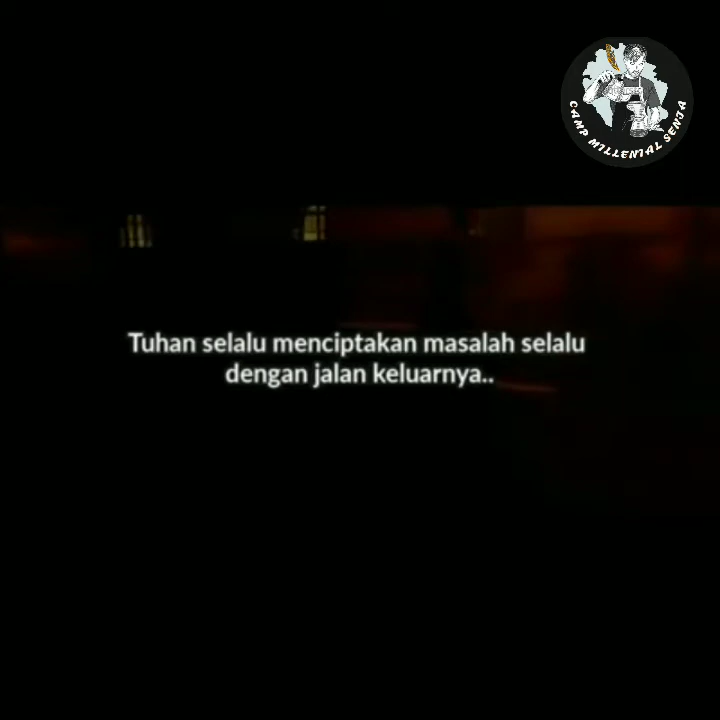 CAMP MILLENIAL SENJA
Tuhan selalu menciptakan masalah selalu
dengan jalan keluarnya..